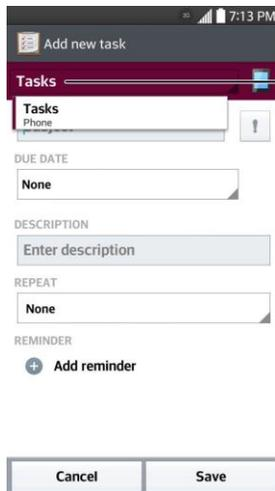 7:13 PM
Add new task
Tasks
Tasks
Phone
DUE DATE
None
DESCRIPTION
Enter description
REPEAT
None
REMINDER
Add reminder
Cancel
Save